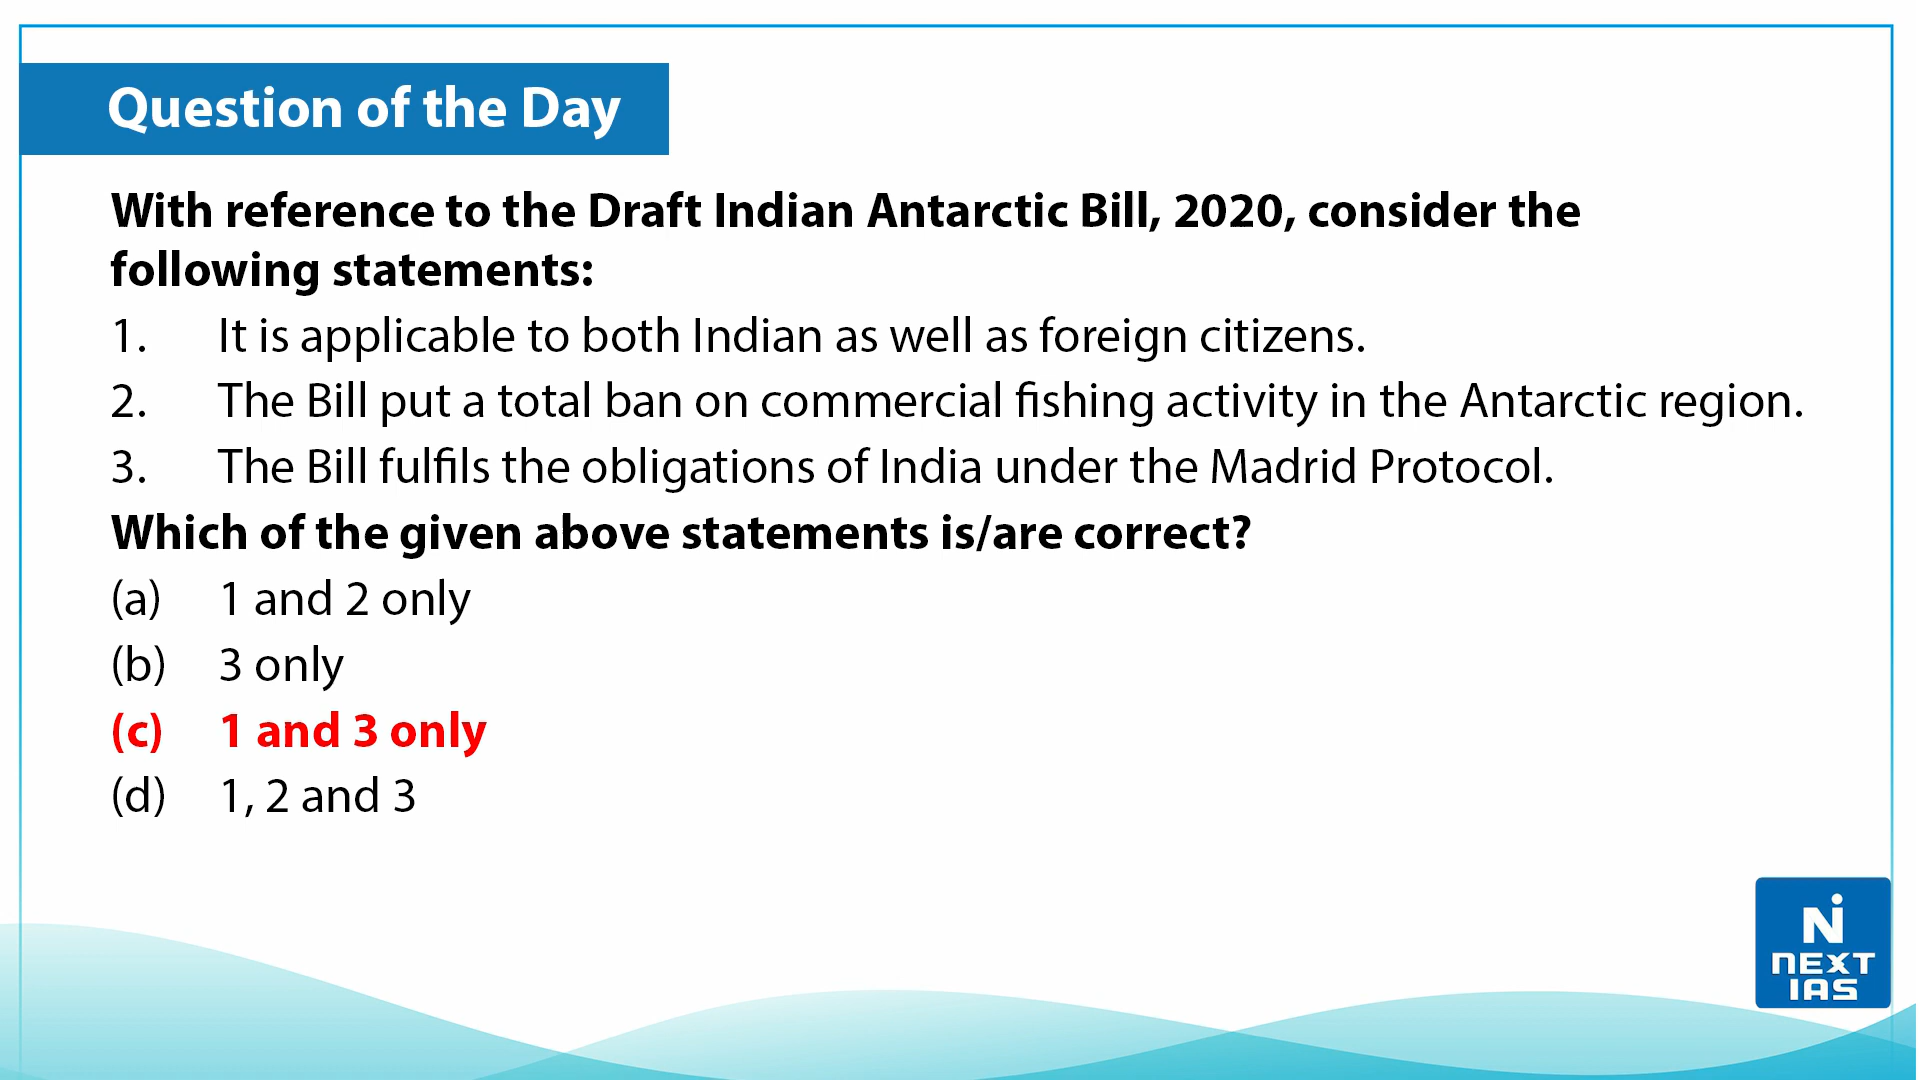 Question of the Day
With reference to the Draft Indian Antarctic Bill, 2020, consider the
following statements:
1. It is applicable to both Indian as well as foreign citizens.
2. The Bill put a total ban on commercial fishing activity in the Antarctic region.
3. The Bill fulfils the obligations of India under the Madrid Protocol.
Which of the given above statements is/are correct?
(a) 1 and 2 only
(b) 3 only
(c) 1 and 3 only
(d) 1, 2 and 3
N
NEXT
IAS